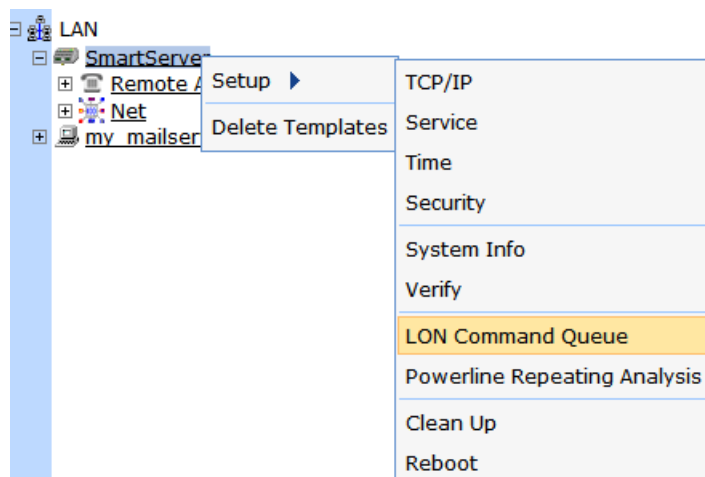 LAN
SmartServer
Remote A
Net
my_mailser
Setup
Delete Templates
TCP/IP
Service
Time
Security
System Info
Verify
LON Command Queue
Powerline Repeating Analysis
Clean Up
Reboot